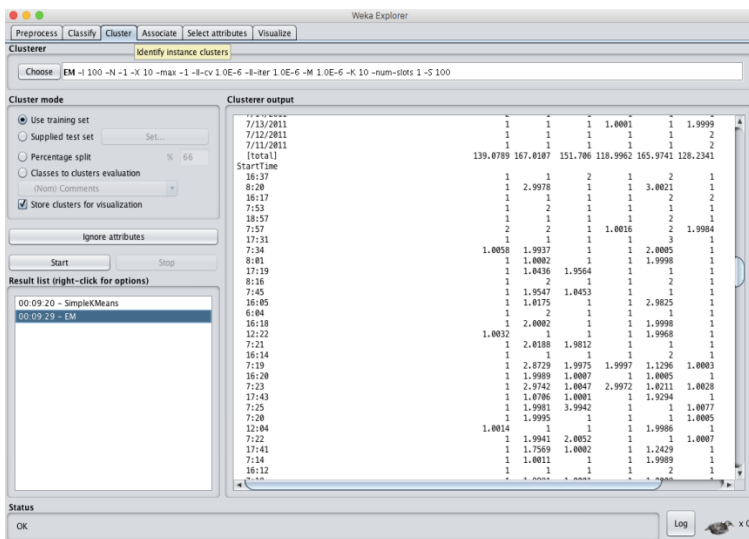 Weka Explorer
Preprocess Classify Cluster Associate Select attributes Visualize
Clusterer
Identify instance clusters
Choose EM -I 100 -N -1 -X 10 -max -1 -ll-cv 1.0E-6 -ll-iter 1.0E-6 -M 1.0E-6 -K 10 -num-slots 1 -S 100
Cluster mode
Use training set
Supplied test set Set...
Percentage split % 66
Classes to clusters evaluation
(Nom) Comments
Store clusters for visualization
Ignore attributes
Start Stop
Result list (right-click for options)
00:09:20 - SimpleKMeans
00:09:29 - EM
Clusterer output
7/13/2011 1 1 1 1.0001 1 1.9999
7/12/2011 1 1 1 1 1 2
7/11/2011 1 1 1 1 1 2
[total] 139.0789 167.0107 151.706 118.9962 165.9741 128.2341
StartTime
16:37 1 1 2 1 2 1
8:20 1 2.9978 1 1 3.0021 1
16:17 1 1 1 1 2 2
7:53 1 2 1 1 1 1
18:57 1 1 1 1 2 1
7:57 2 2 1 1.0016 2 1.9984
17:31 1 1 1 1 3 1
7:34 1.0058 1.9937 1 1 2.0005 1
8:01 1 1.0002 1 1 1.9998 1
17:19 1 1.0436 1.9564 1 1 1
8:16 1 2 1 1 2 1
7:45 1 1.9547 1.0453 1 1 1
16:05 1 1.0175 1 1 2.9825 1
6:04 1 2 1 1 1 1
16:18 1 2.0002 1 1 1.9998 1
12:22 1.0032 1 1 1 1.9968 1
7:21 1 2.0188 1.9812 1 1 1
16:14 1 1 1 1 2 1
7:19 1 2.8729 1.9975 1.9997 1.1296 1.0003
16:20 1 1.9989 1.0007 1 1.0005 1
7:23 1 2.9742 1.0047 2.9972 1.0211 1.0028
17:43 1 1.0706 1.0001 1 1.9294 1
7:25 1 1.9981 3.9942 1 1 1.0077
7:20 1 1.9995 1 1 1 1.0005
12:04 1.0014 1 1 1 1.9986 1
7:22 1 1.9941 2.0052 1 1 1.0007
17:41 1 1.7569 1.0002 1 1.2429 1
7:14 1 1.0011 1 1 1.9989 1
16:12 1 1 1 1 2 1
Status
OK
Log